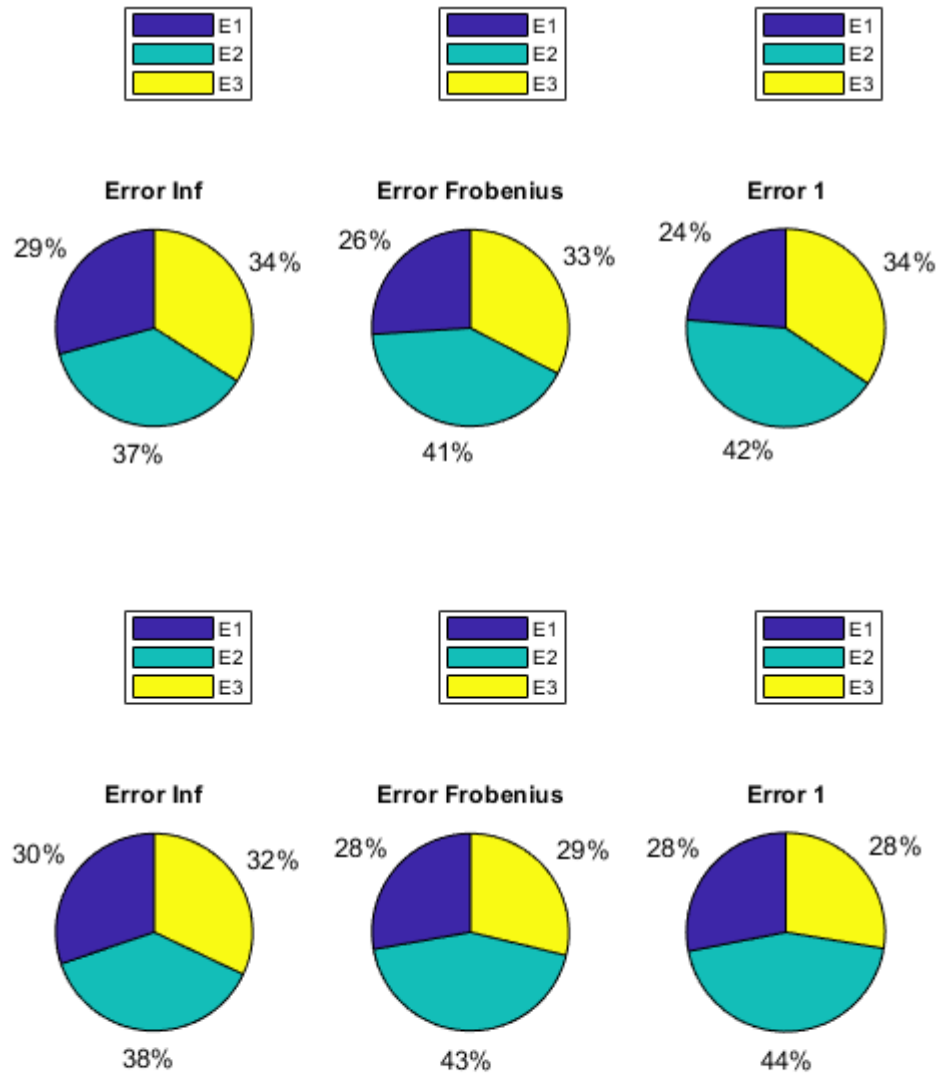 E1
E2
E3
E1
E2
E3
E1
E2
E3
Error Inf
29%
34%
37%
Error Frobenius
26%
33%
41%
Error 1
24%
34%
42%
E1
E2
E3
E1
E2
E3
E1
E2
E3
Error Inf
30%
32%
38%
Error Frobenius
28%
29%
43%
Error 1
28%
28%
44%